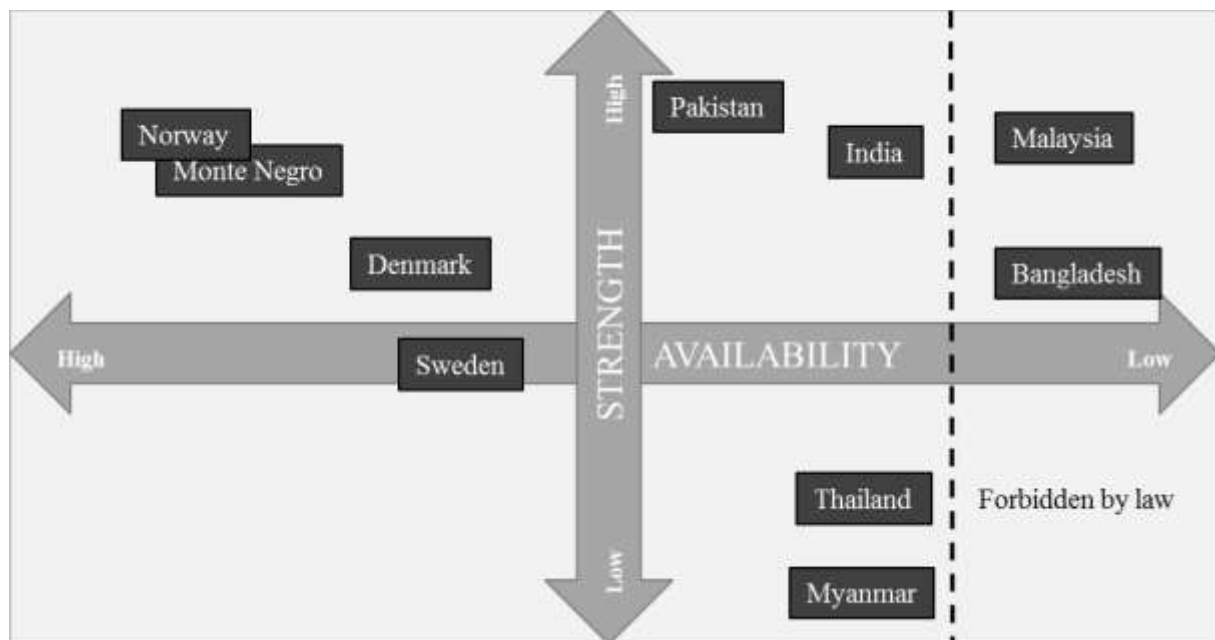 High
Pakistan
Norway
India
Malaysia
Monte Negro
Denmark
Bangladesh
STRENGTH
High
AVAILABILITY
Low
Sweden
Thailand
Forbidden by law
Low
Myanmar